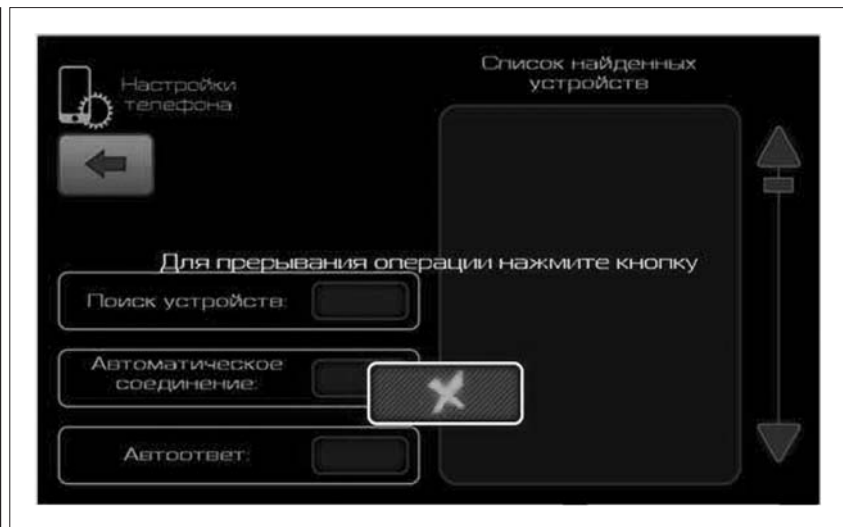 Настройки
телефона
Список найденных
устройств
Для прерывания операции нажмите кнопку
Поиск устройств:
Автоматическое
соединение:
Автоответ: